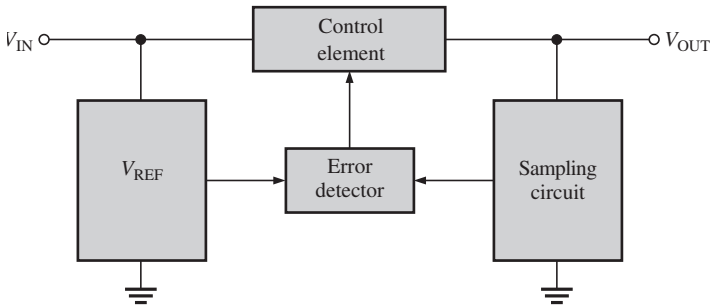 V_IN
Control
element
V_OUT
V_REF
Error
detector
Sampling
circuit